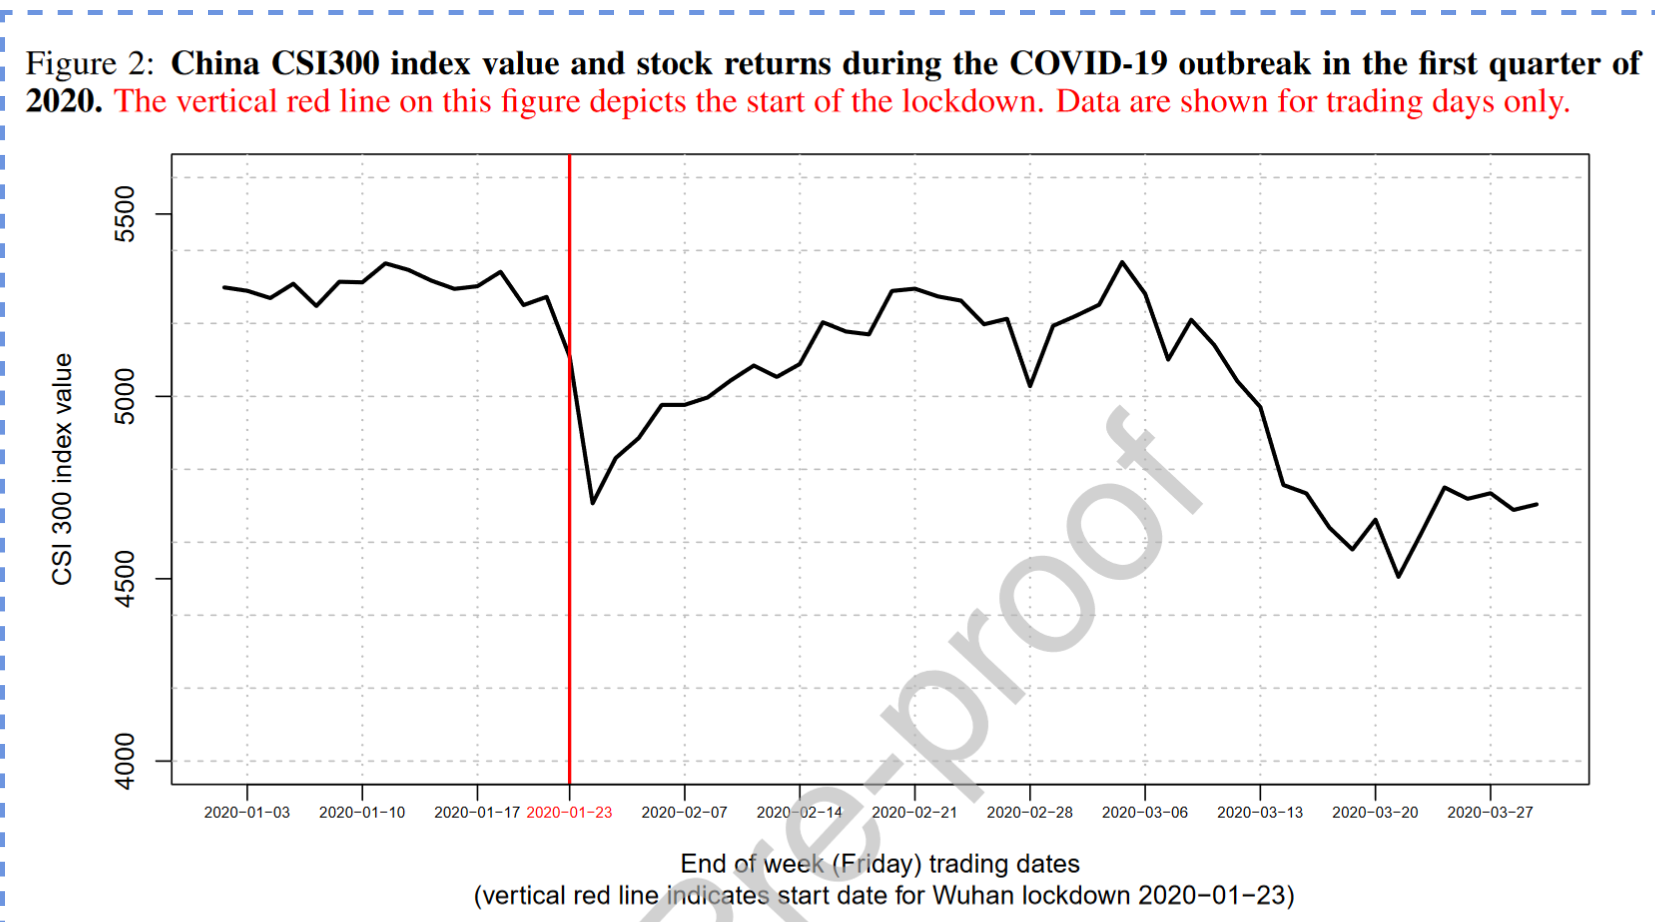 Figure 2: China CSI300 index value and stock returns during the COVID-19 outbreak in the first quarter of
2020. The vertical red line on this figure depicts the start of the lockdown. Data are shown for trading days only.
5500
5000
4500
4000
CSI 300 index value
2020−01−03 2020−01−10 2020−01−17 2020−01−23 2020−02−07 2020−02−14 2020−02−21 2020−02−28 2020−03−06 2020−03−13 2020−03−20 2020−03−27
End of week (Friday) trading dates
(vertical red line indicates start date for Wuhan lockdown 2020−01−23)
Pre-proof